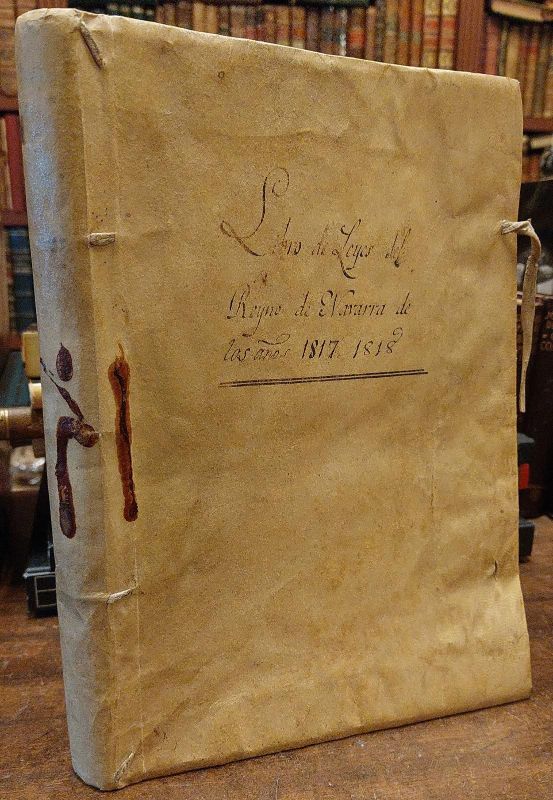 Libro de Leyes del
Reyno de Navarra de
los años 1817. 1818